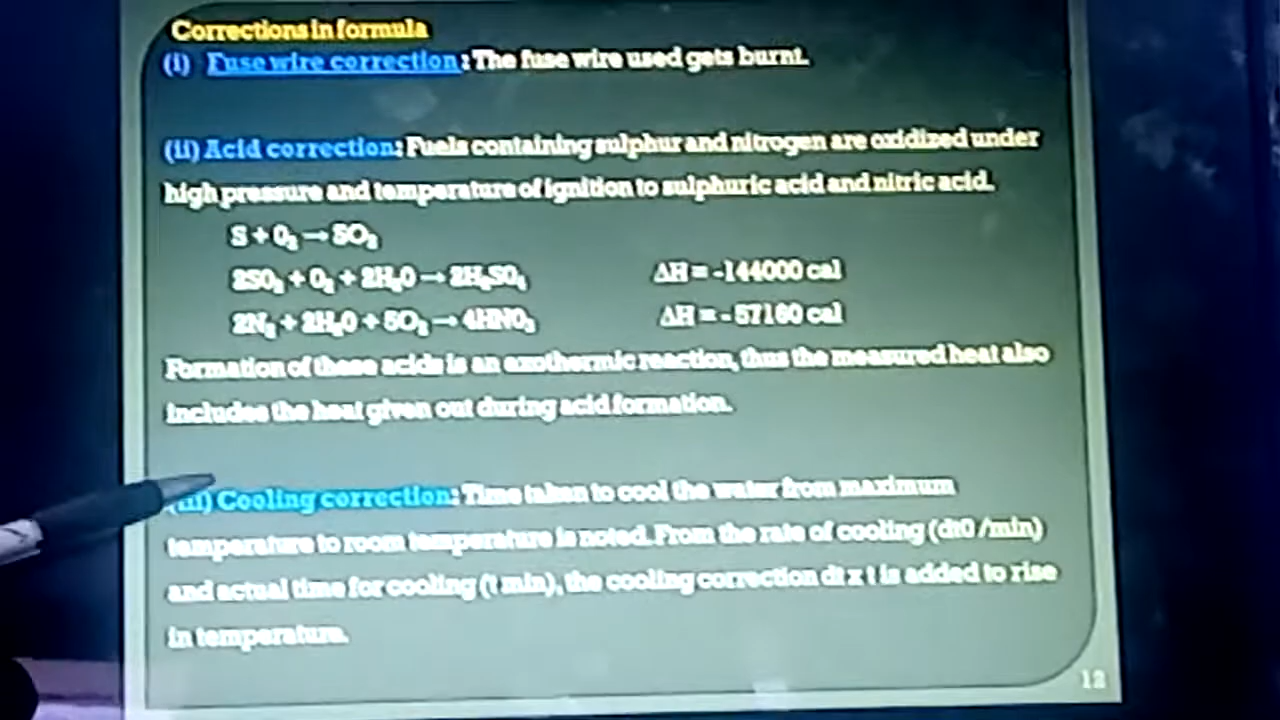 Corrections in formula
(i) Fuse wire correction: The fuse wire used gets burnt.
(ii) Acid correction: Fuels containing sulphur and nitrogen are oxidized under
high pressure and temperature of ignition to sulphuric acid and nitric acid.
S + O₂ → SO₂
2SO₂ + O₂ + 2H₂O → 2H₂SO₄ ΔH = -144000 cal
2N₂ + 2H₂O + 5O₂ → 4HNO₃ ΔH = - 57160 cal
Formation of these acids is an exothermic reaction, thus the measured heat also
includes the heat given out during acid formation.
(iii) Cooling correction: Time taken to cool the water from maximum
temperature to room temperature is noted. From the rate of cooling (dt0 /min)
and actual time for cooling (t min), the cooling correction dt x t is added to rise
in temperature.
12